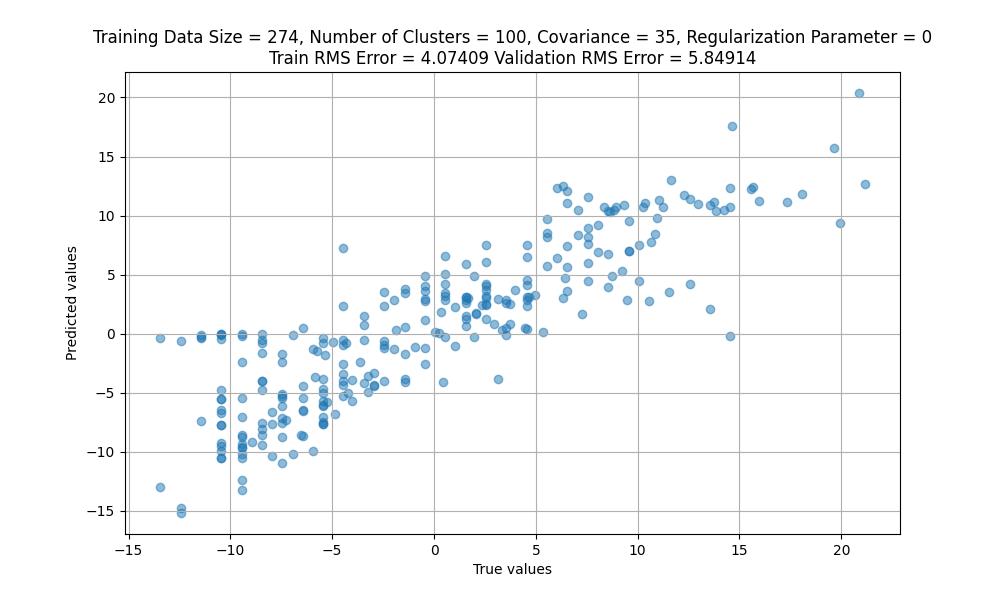 Training Data Size = 274, Number of Clusters = 100, Covariance = 35, Regularization Parameter = 0
Train RMS Error = 4.07409 Validation RMS Error = 5.84914
20
15
10
5
0
−5
−10
−15
Predicted values
−15 −10 −5 0 5 10 15 20
True values